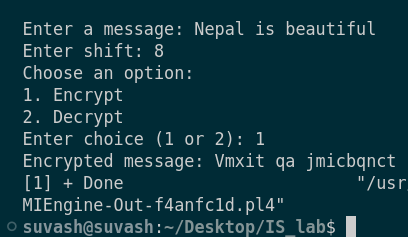 Enter a message: Nepal is beautiful
Enter shift: 8
Choose an option:
1. Encrypt
2. Decrypt
Enter choice (1 or 2): 1
Encrypted message: Vmxit qa jmicbqnct
[1] + Done                       "/usr/
MIEngine-Out-f4anfc1d.pl4"
suvash@suvash:~/Desktop/IS_lab$